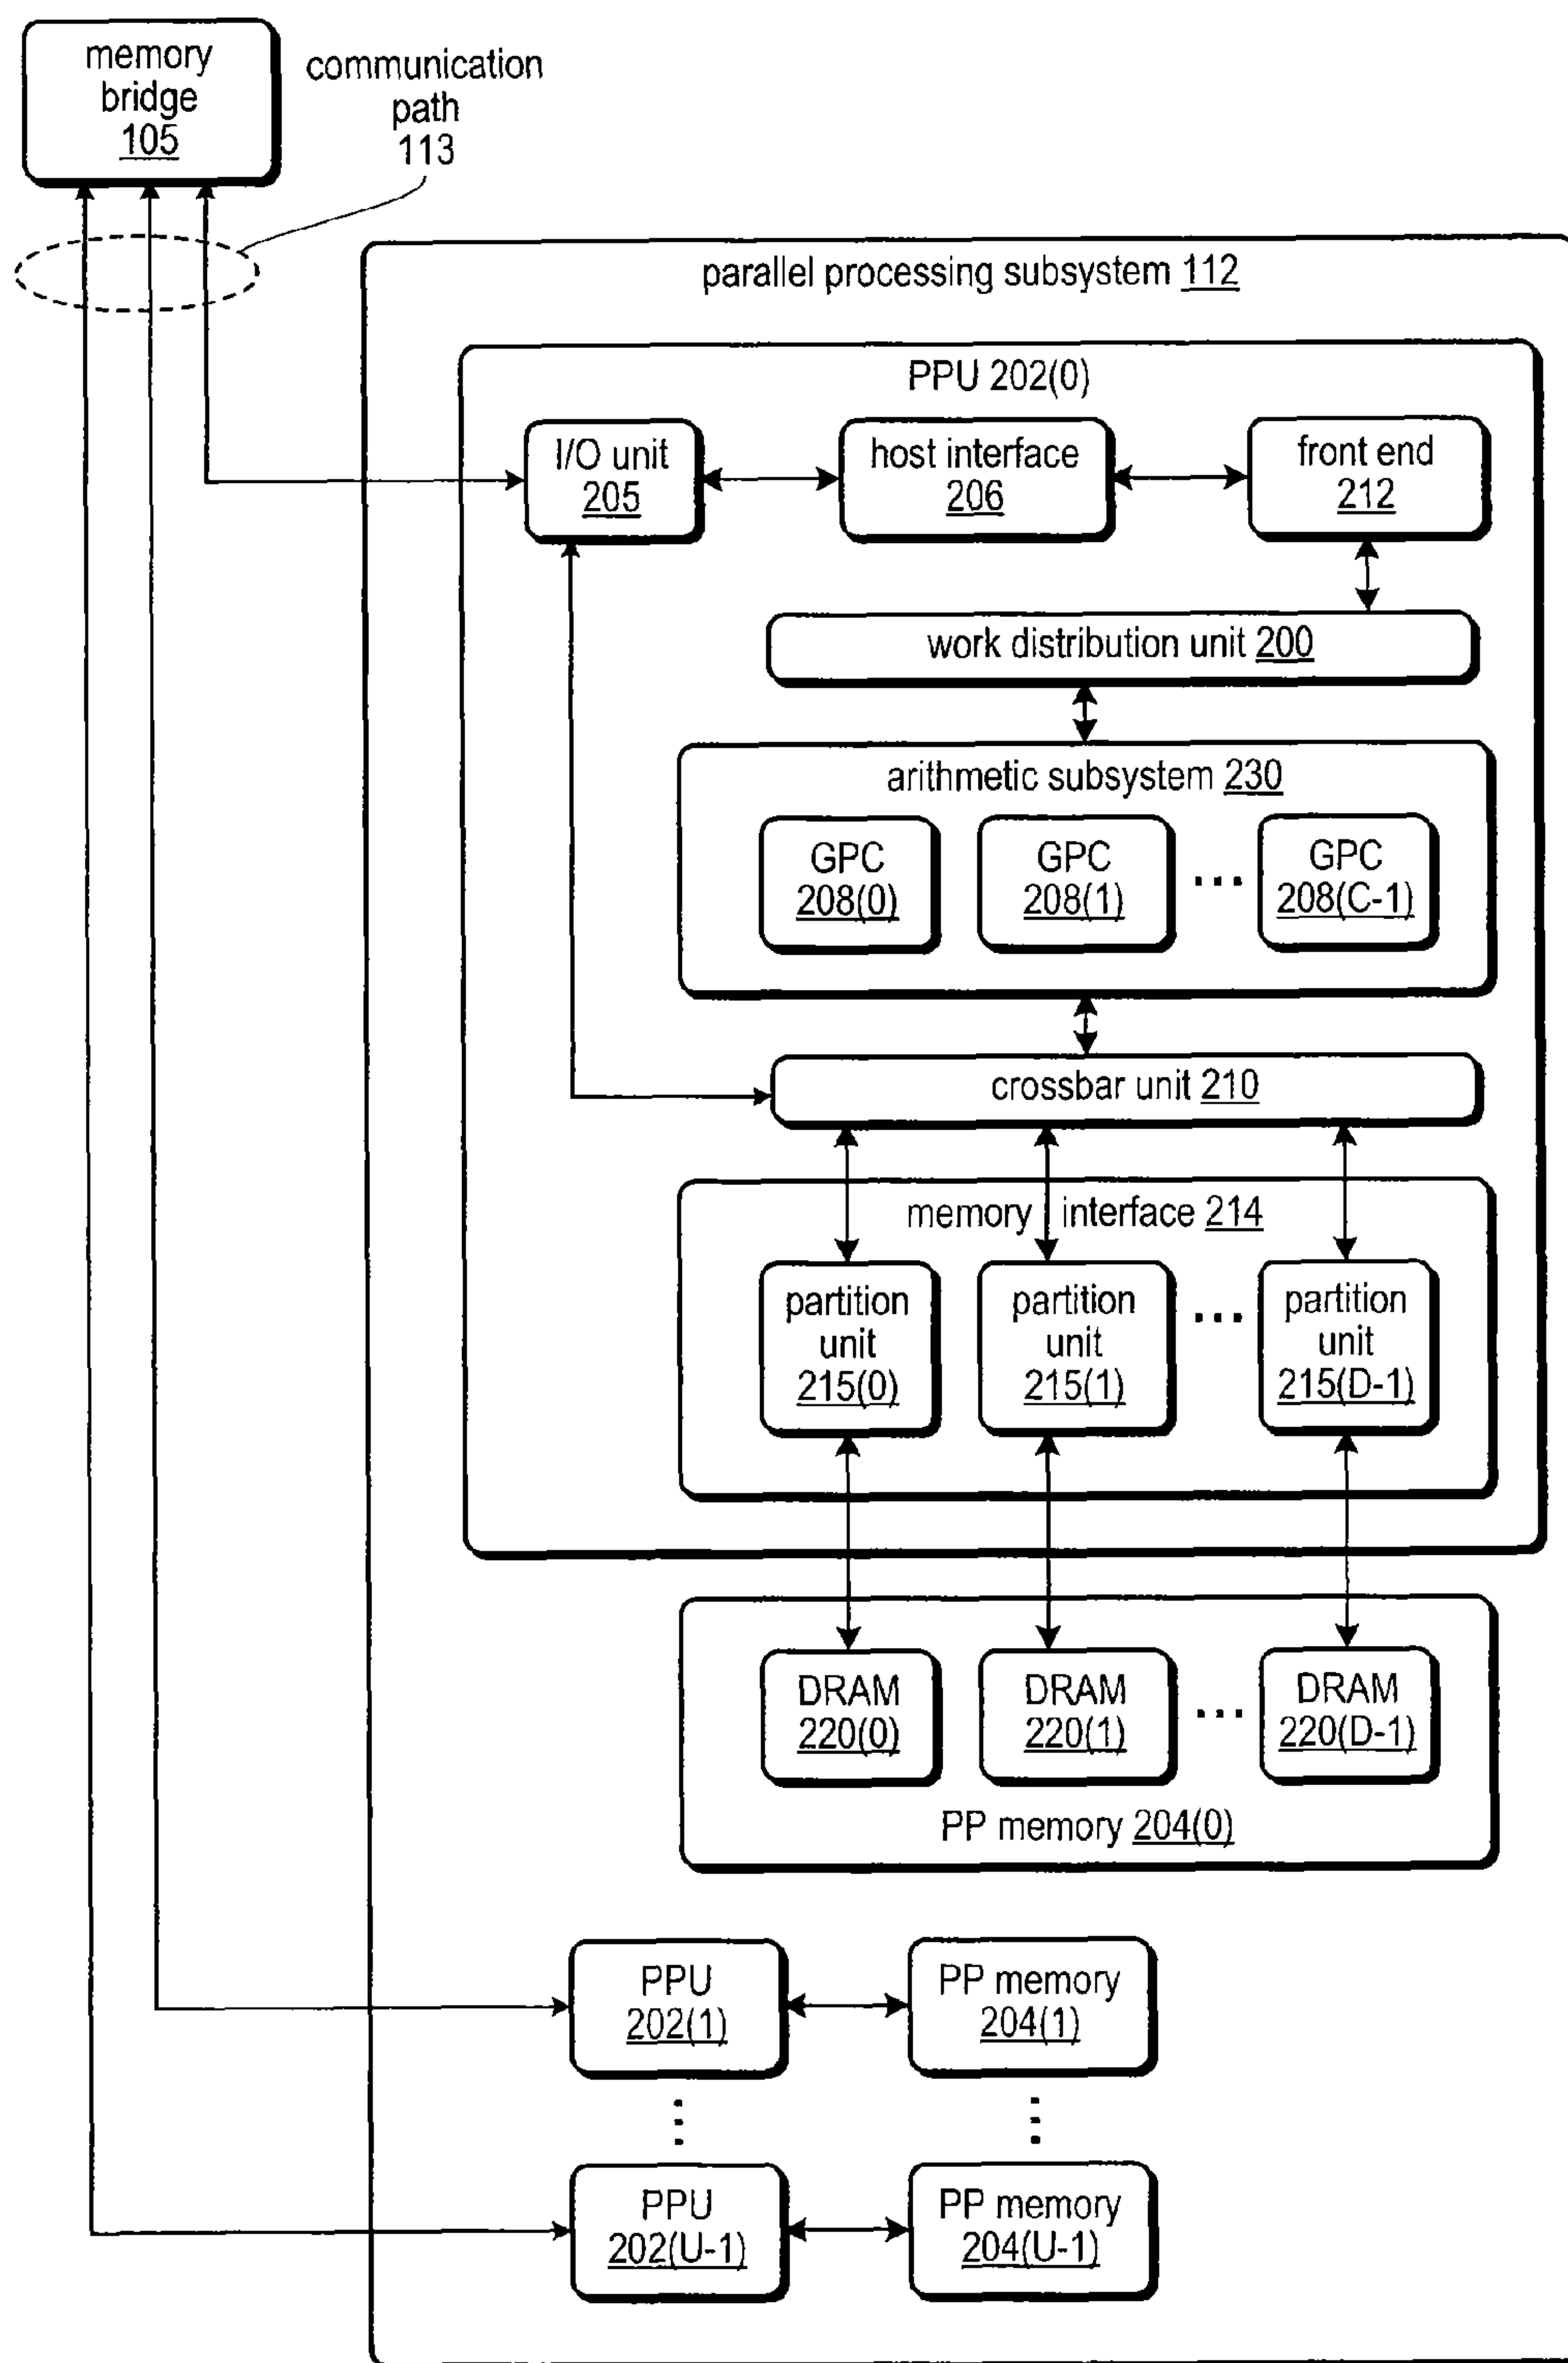 memory
bridge
105
communication
path
113
parallel processing subsystem 112
PPU 202(0)
I/O unit
205
host interface
206
front end
212
work distribution unit 200
arithmetic subsystem 230
GPC
208(0)
GPC
208(1)
...
GPC
208(C-1)
crossbar unit 210
memory interface 214
partition
unit
215(0)
partition
unit
215(1)
...
partition
unit
215(D-1)
DRAM
220(0)
DRAM
220(1)
...
DRAM
220(D-1)
PP memory 204(0)
PPU
202(1)
PP memory
204(1)
PPU
202(U-1)
PP memory
204(U-1)